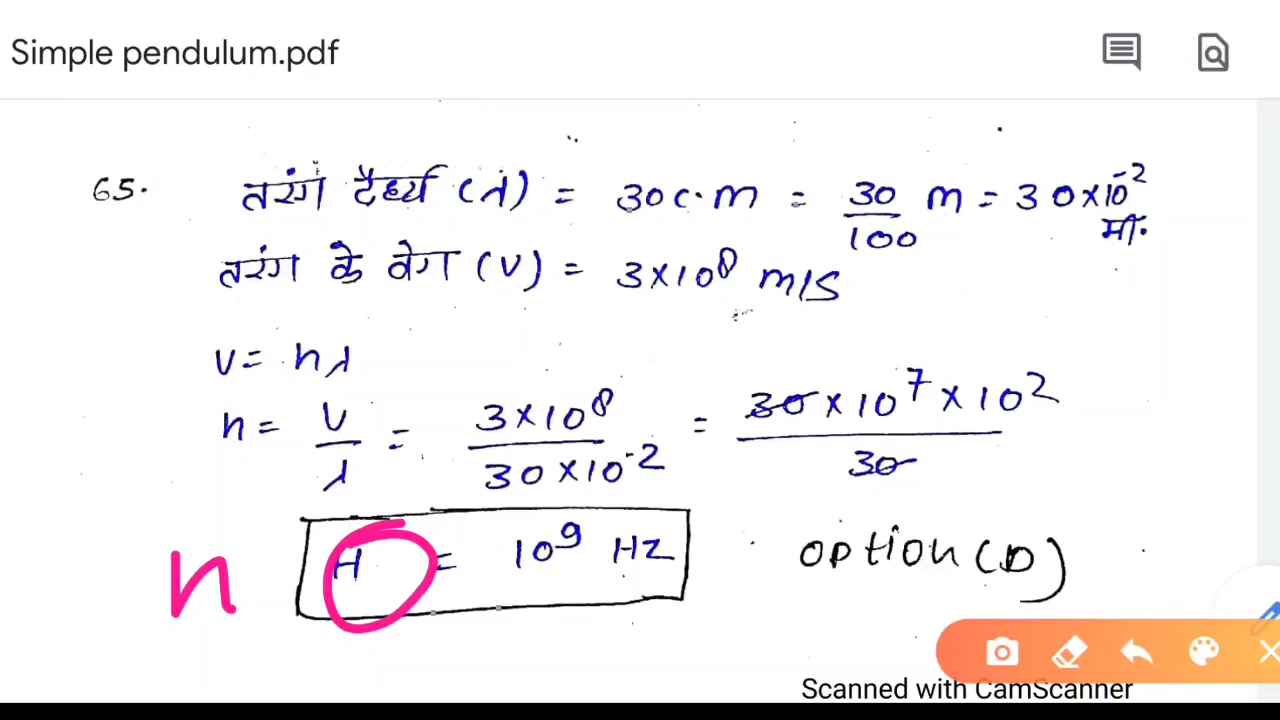 Simple pendulum.pdf
65. तरंग दैर्ध्य (λ) = 30 c.m = 30/100 m = 30×10⁻² मी.
तरंग के वेग (v) = 3×10⁸ m/s
v = nλ
n = v/λ = 3×10⁸/30×10⁻² = 30×10⁷×10²/30
n H = 10⁹ Hz option (D)
Scanned with CamScanner